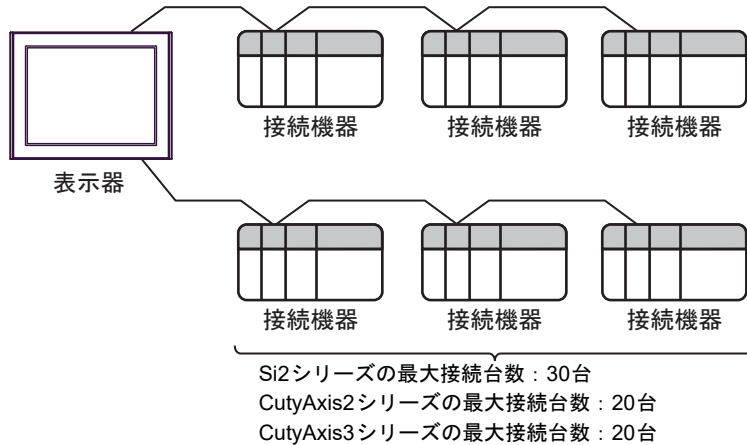 接続機器 接続機器 接続機器
表示器
接続機器 接続機器 接続機器
Si2シリーズの最大接続台数：30台
CutyAxis2シリーズの最大接続台数：20台
CutyAxis3シリーズの最大接続台数：20台